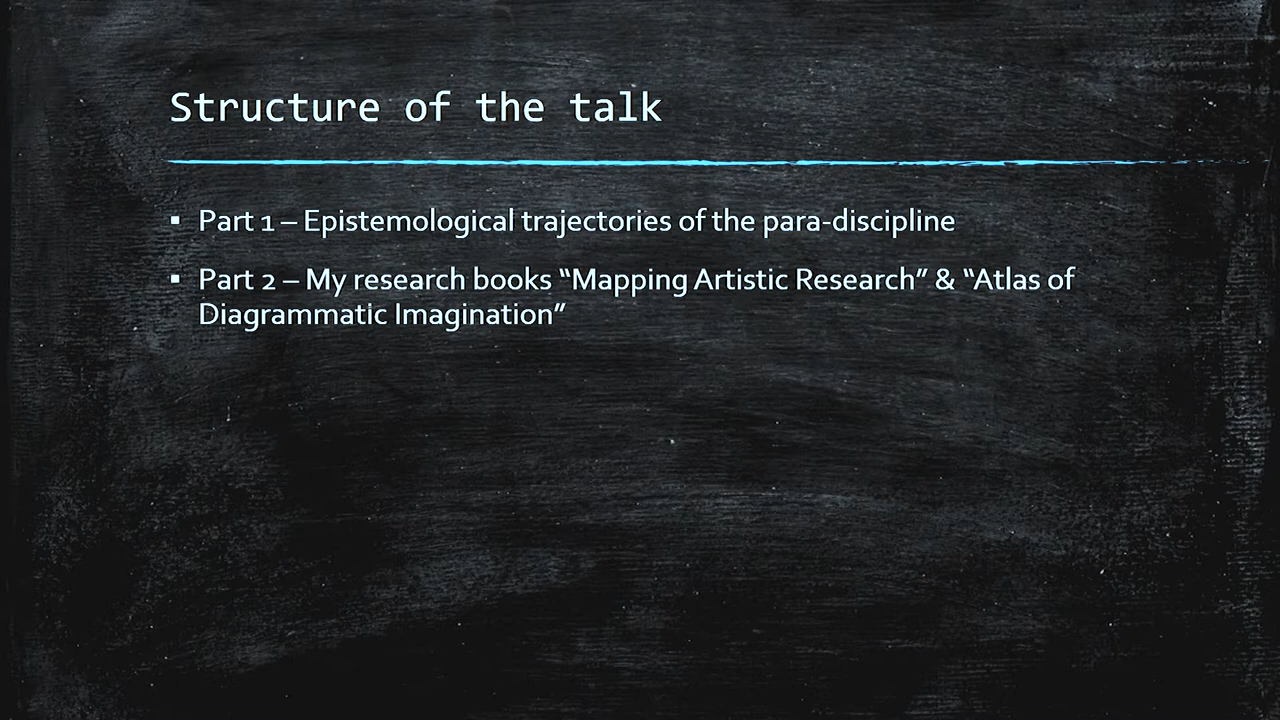 Structure of the talk
▪ Part 1 – Epistemological trajectories of the para-discipline
▪ Part 2 – My research books “Mapping Artistic Research” & “Atlas of
Diagrammatic Imagination”